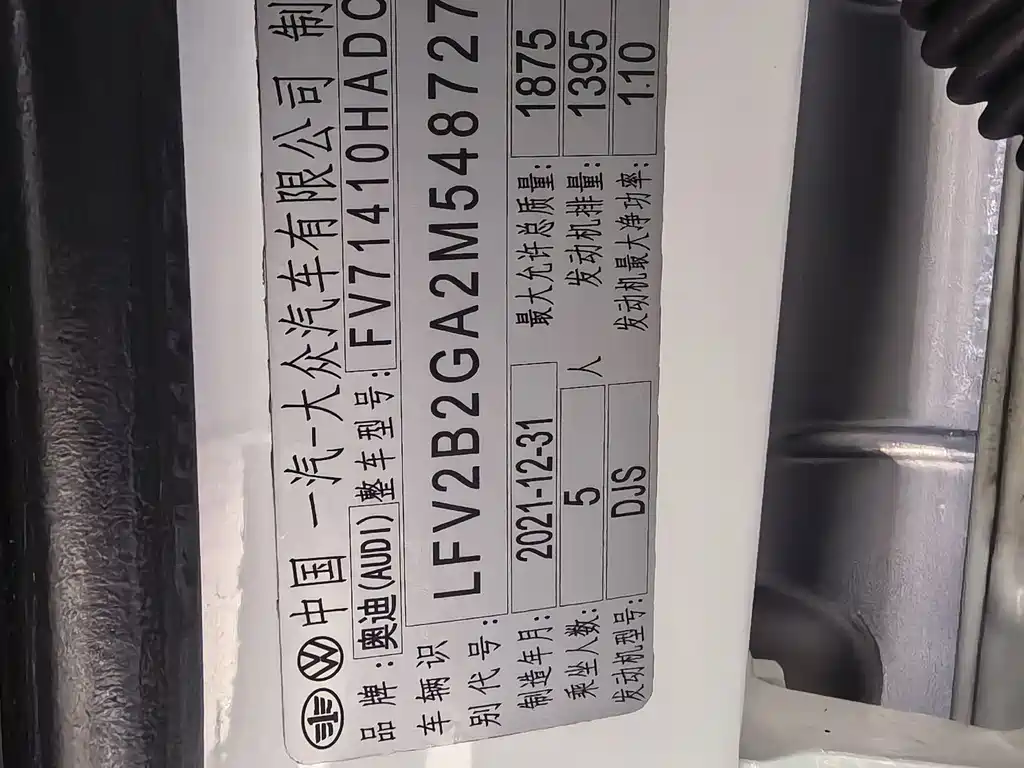 中国 一汽-大众汽车有限公司 制
品牌:奥迪(AUDI) 整车型号:FV71410HADC
车辆识别代号: LFV2B2GA2M548727
制造年月: 2021-12-31 最大允许总质量: 1875
乘坐人数: 5 人 发动机排量: 1395
发动机型号: DJS 发动机最大净功率: 110